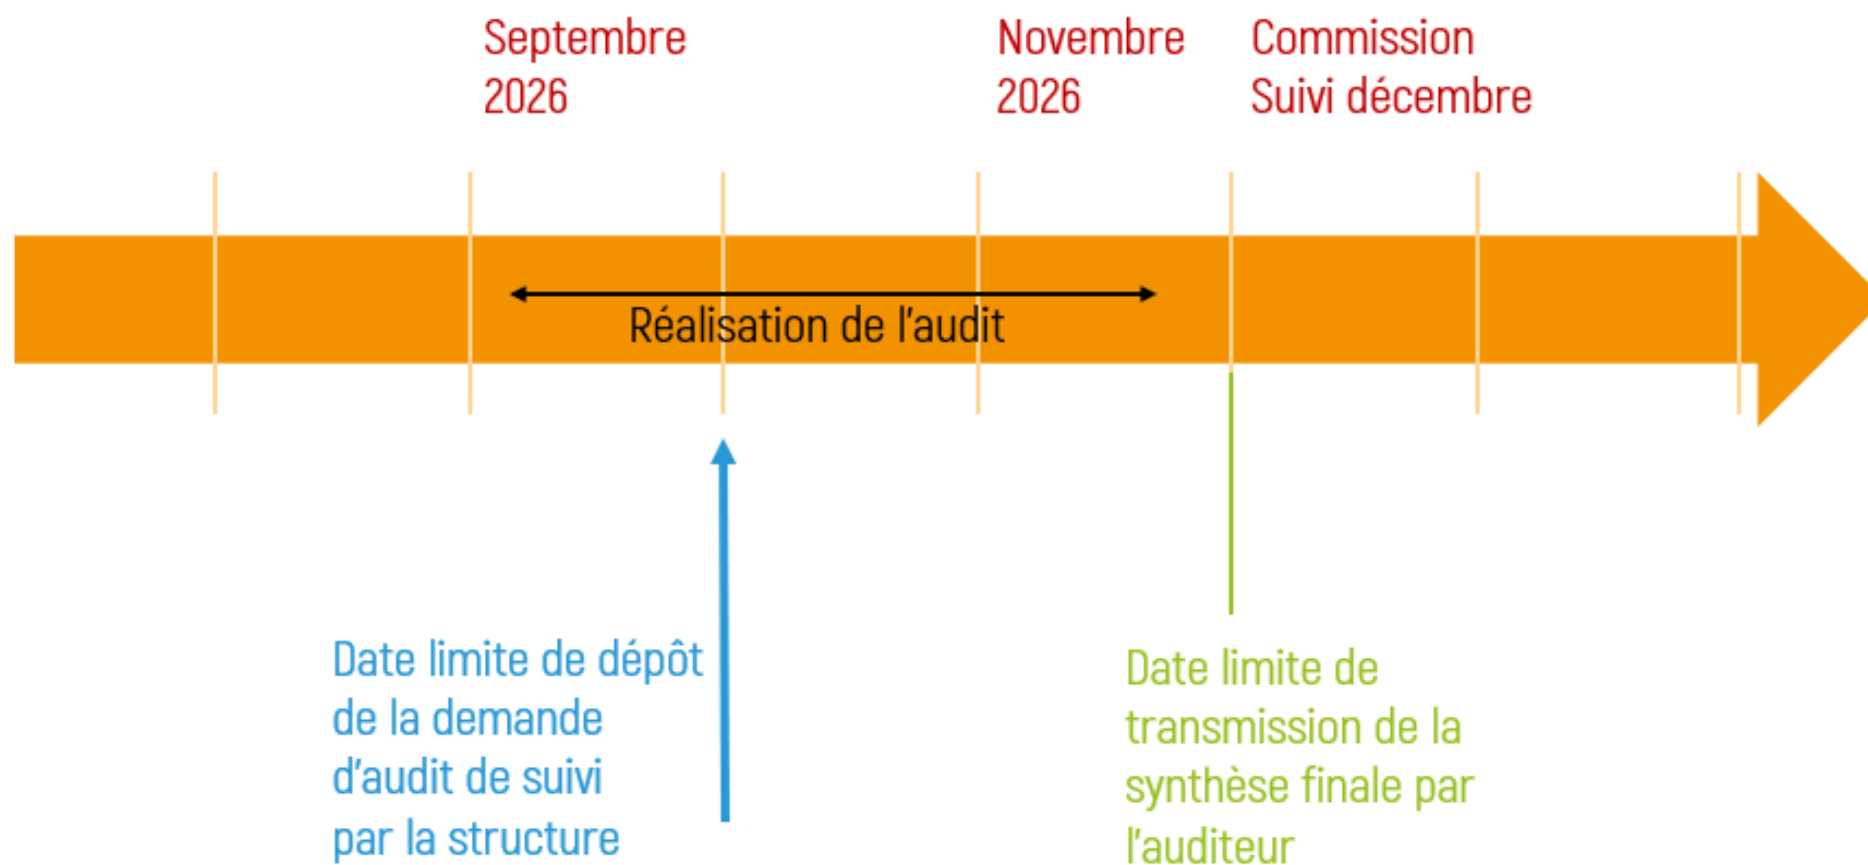 Septembre
2026
Novembre
2026
Commission
Suivi décembre
Réalisation de l'audit
Date limite de dépôt
de la demande
d'audit de suivi
par la structure
Date limite de
transmission de la
synthèse finale par
l'auditeur